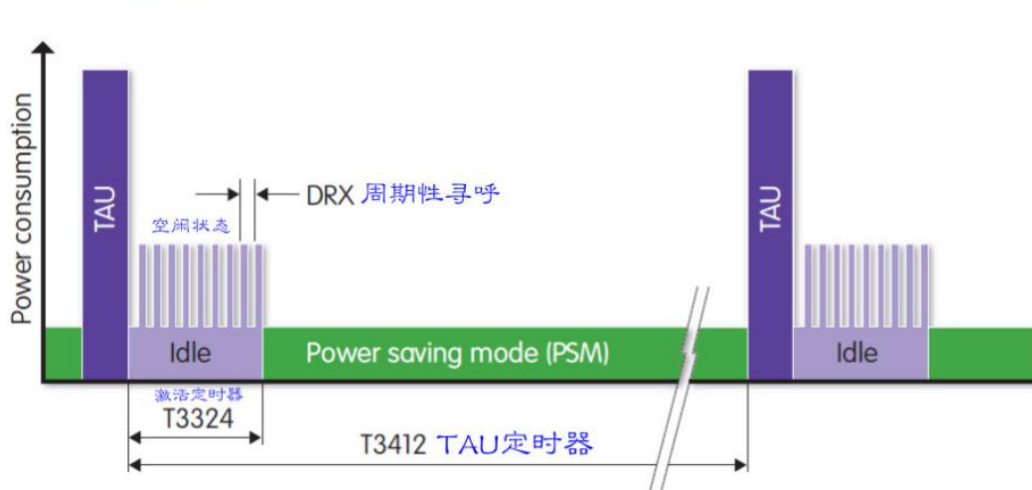 Power consumption
TAU
DRX 周期性寻呼
空闲状态
TAU
Idle
Power saving mode (PSM)
Idle
激活定时器
T3324
T3412 TAU定时器